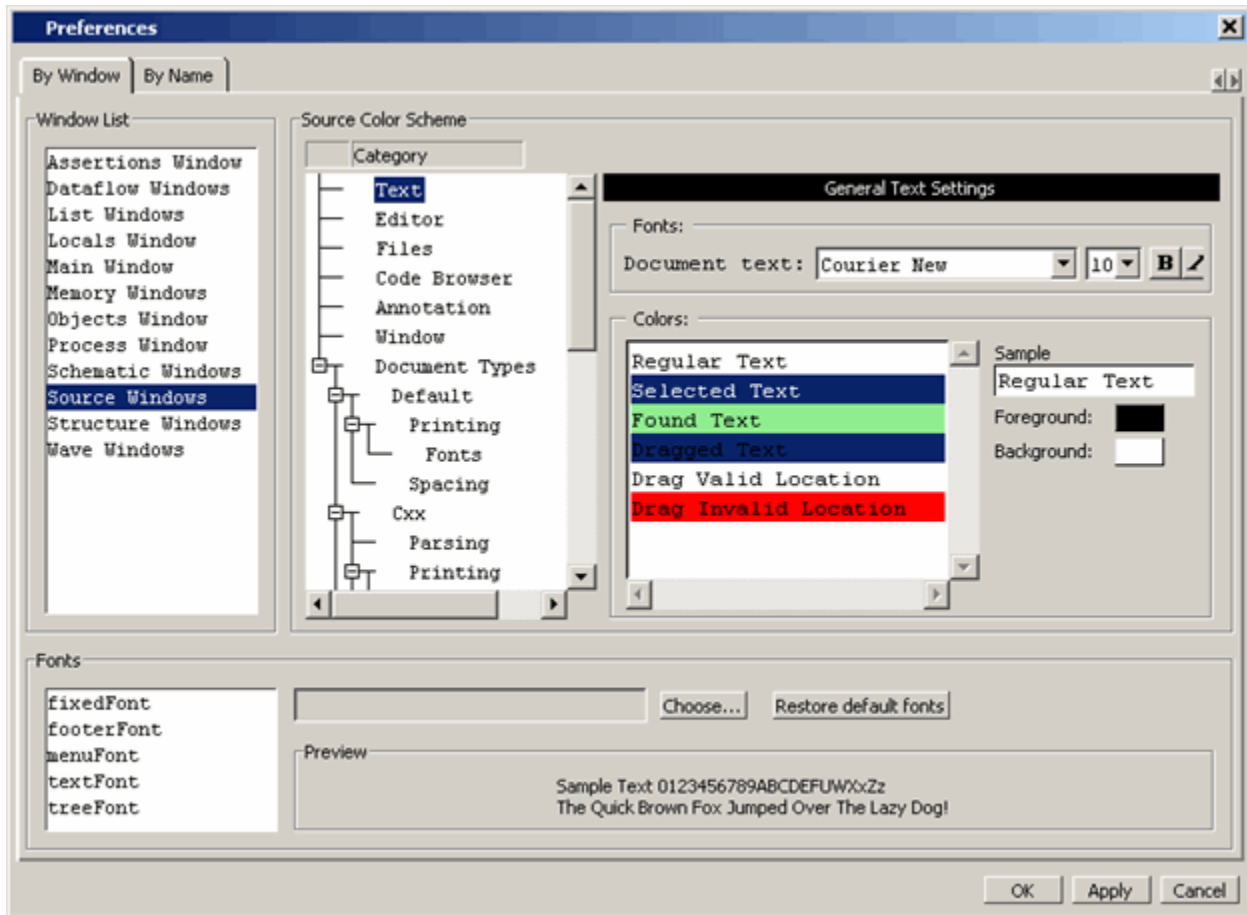 Preferences
By Window
By Name
Window List
Assertions Window
Dataflow Windows
List Windows
Locals Window
Main Window
Memory Windows
Objects Window
Process Window
Schematic Windows
Source Windows
Structure Windows
Wave Windows
Source Color Scheme
Category
Text
Editor
Files
Code Browser
Annotation
Window
Document Types
Default
Printing
Fonts
Spacing
Cxx
Parsing
Printing
General Text Settings
Fonts:
Document text: Courier New 10 B I
Colors:
Regular Text
Selected Text
Found Text
Dragged Text
Drag Valid Location
Drag Invalid Location
Sample
Regular Text
Foreground:
Background:
Fonts
fixedFont
footerFont
menuFont
textFont
treeFont
Choose...
Restore default fonts
Preview
Sample Text 0123456789ABCDEFUWXxZz
The Quick Brown Fox Jumped Over The Lazy Dog!
OK
Apply
Cancel